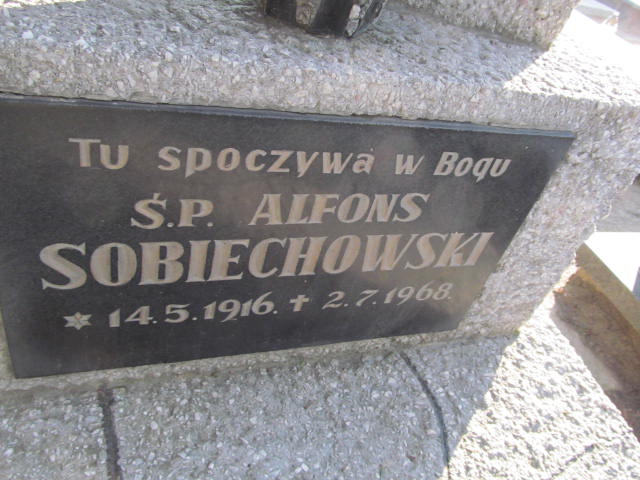 Tu spoczywa w Bogu
Ś.P. ALFONS
SOBIECHOWSKI
* 14.5.1916. ✝ 2.7.1968.